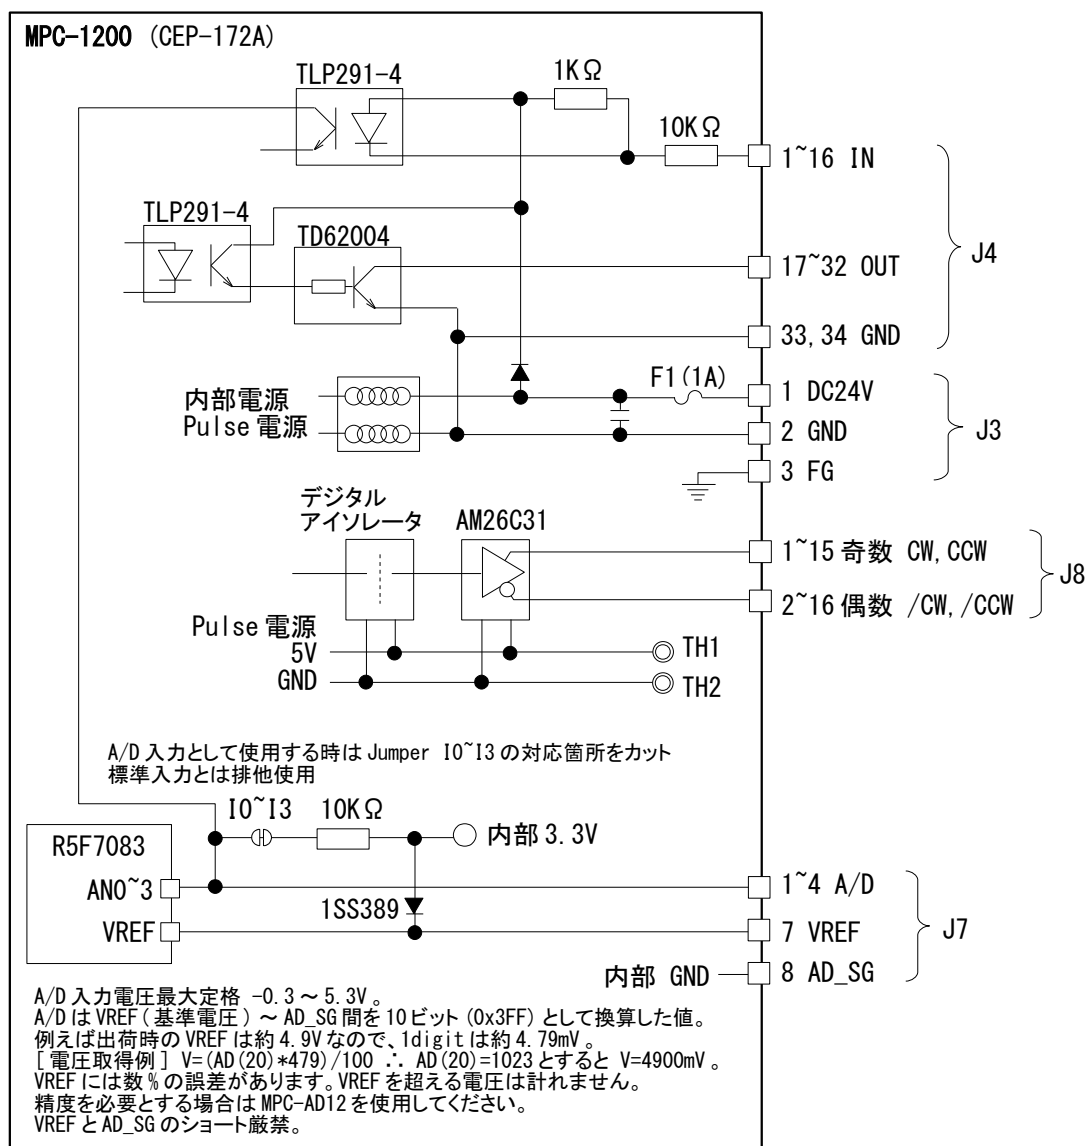 MPC-1200 (CEP-172A)
TLP291-4
1KΩ
10KΩ
1~16 IN
TLP291-4
TD62004
17~32 OUT
J4
33,34 GND
F1(1A)
1 DC24V
内部電源
Pulse 電源
2 GND
J3
3 FG
デジタル
アイソレータ
AM26C31
1~15 奇数 CW,CCW
J8
2~16 偶数 /CW,/CCW
Pulse 電源
5V
TH1
GND
TH2
A/D 入力として使用する時は Jumper I0~I3 の対応箇所をカット
標準入力とは排他使用
I0~I3
10KΩ
内部 3.3V
R5F7083
AN0~3
1~4 A/D
1SS389
VREF
7 VREF
J7
内部 GND
8 AD_SG
A/D 入力電圧最大定格 -0.3 ～ 5.3V 。
A/D は VREF ( 基準電圧 ) ～ AD_SG 間を 10 ビット (0x3FF) として換算した値。
例えば出荷時の VREF は約 4.9V なので、1digit は約 4.79mV 。
[ 電圧取得例 ] V=(AD(20)*479)/100 ∴ AD(20)=1023 とすると V=4900mV 。
VREF には数 % の誤差があります。VREF を超える電圧は計れません。
精度を必要とする場合は MPC-AD12 を使用してください。
VREF と AD_SG のショート厳禁。